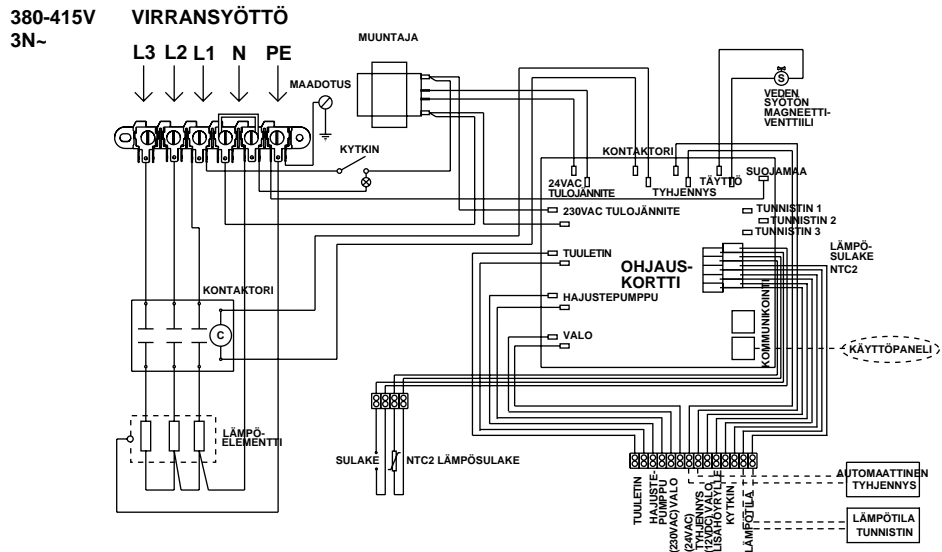 380-415V VIRRANSYÖTTÖ
3N~
L3 L2 L1 N PE
MUUNTAJA
MAADOTUS
S
VEDEN
SYÖTÖN
MAGNEETTI-
VENTTIILI
KYTKIN
KONTAKTORI
24VAC
TULOJÄNNITE
TYHJENNYS
TÄYTTÖ
SUOJAMAA
230VAC TULOJÄNNITE
TUNNISTIN 1
TUNNISTIN 2
TUNNISTIN 3
TUULETIN
OHJAUS-
KORTTI
LÄMPÖ-
SULAKE
NTC2
HAJUSTEPUMPPU
KONTAKTORI
C
VALO
KOMMUNIKOINTI
KÄYTTÖPANELI
LÄMPÖ-
ELEMENTTI
SULAKE
NTC2 LÄMPÖSULAKE
TUULETIN
HAJUSTE-
PUMPPU
(230VAC) VALO
(24VAC)
TYHJENNYS
(12VDC) VALO
LISÄHÖYRYLLE
KYTKIN
LÄMPÖTILA
AUTOMAATTINEN
TYHJENNYS
LÄMPÖTILA
TUNNISTIN